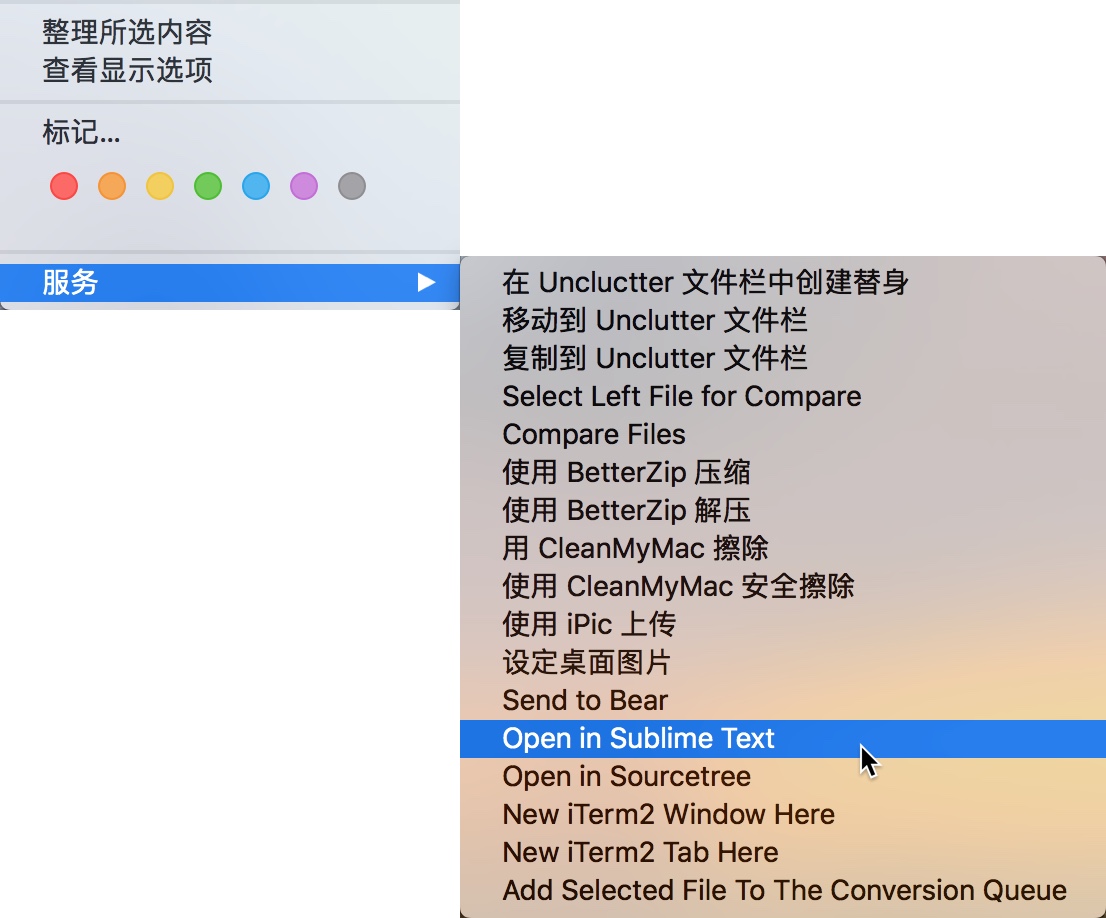 整理所选内容
查看显示选项
标记...
服务
在 Uncluctter 文件栏中创建替身
移动到 Unclutter 文件栏
复制到 Unclutter 文件栏
Select Left File for Compare
Compare Files
使用 BetterZip 压缩
使用 BetterZip 解压
用 CleanMyMac 擦除
使用 CleanMyMac 安全擦除
使用 iPic 上传
设定桌面图片
Send to Bear
Open in Sublime Text
Open in Sourcetree
New iTerm2 Window Here
New iTerm2 Tab Here
Add Selected File To The Conversion Queue